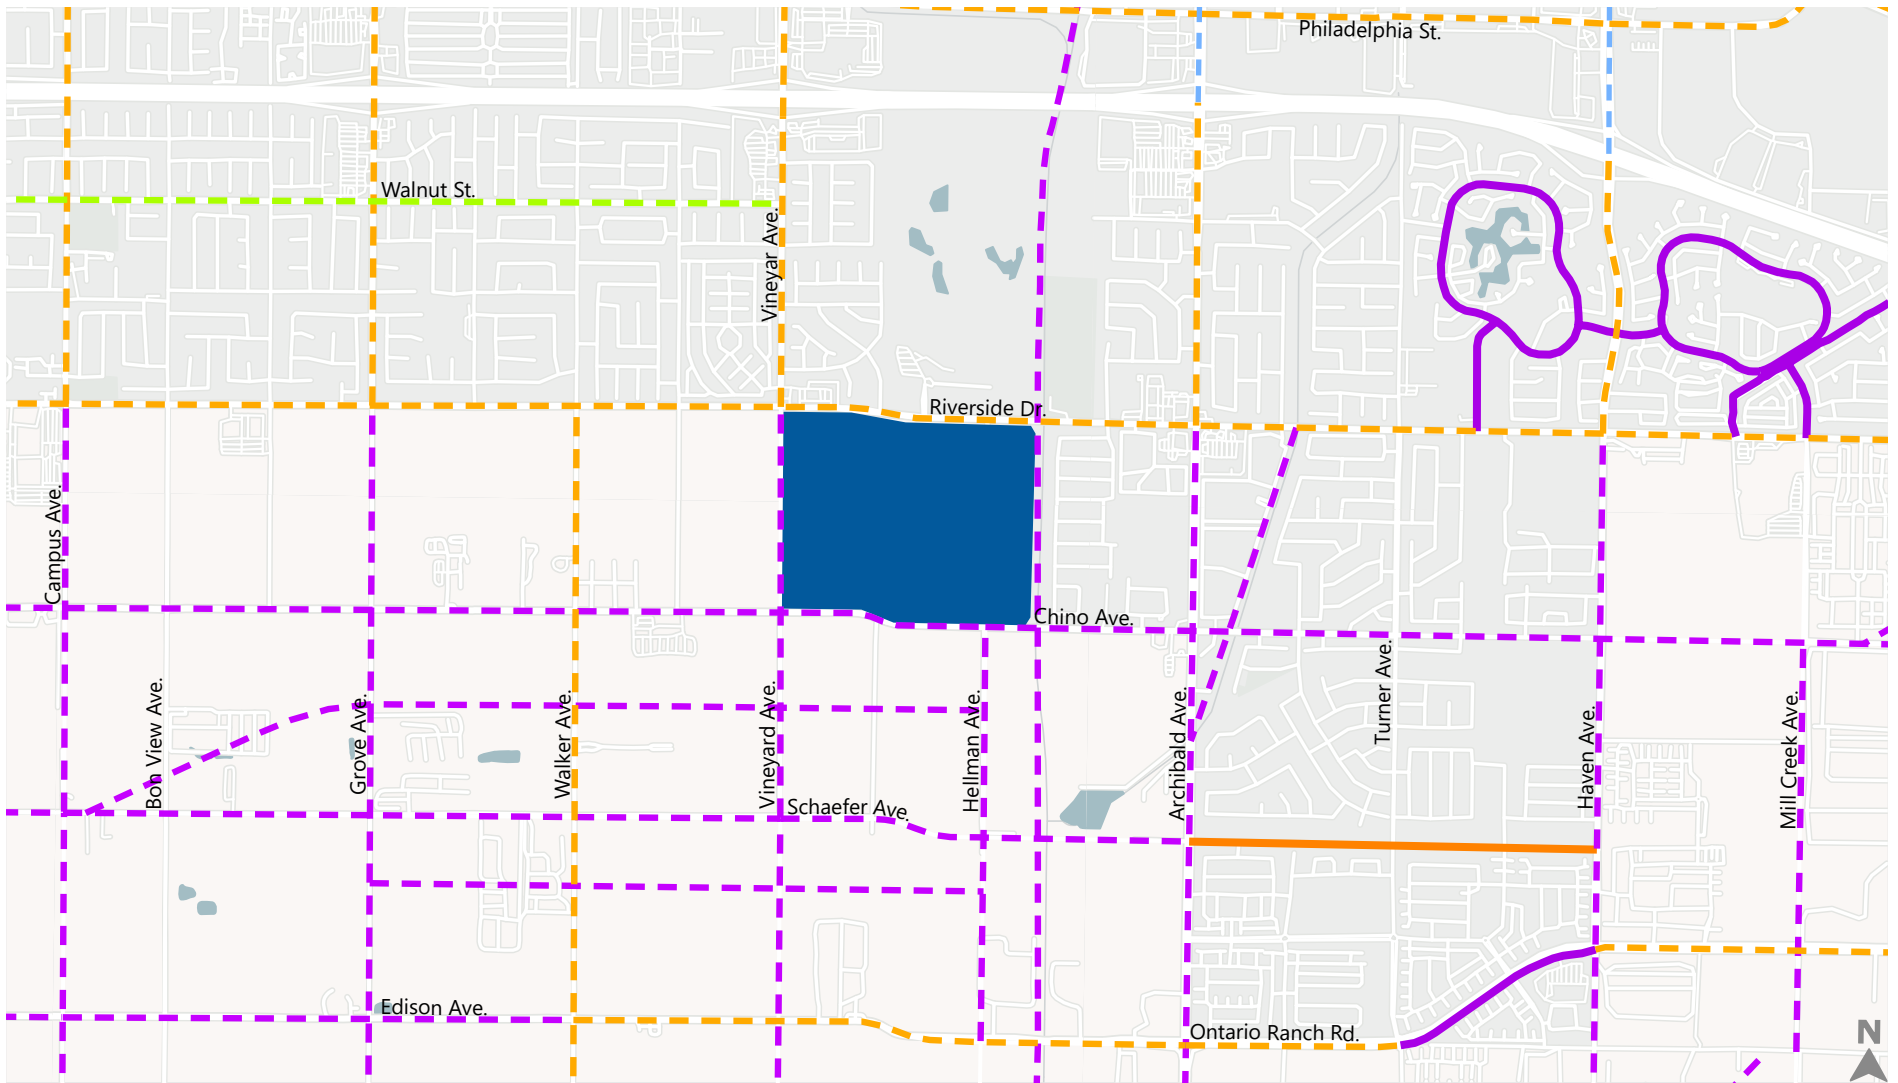 Philadelphia St.
Walnut St.
Vineyar Ave.
Riverside Dr.
Campus Ave.
Chino Ave.
Turner Ave.
Bon View Ave.
Grove Ave.
Walker Ave.
Vineyard Ave.
Hellman Ave.
Archibald Ave.
Haven Ave.
Mill Creek Ave.
Schaefer Ave.
Edison Ave.
Ontario Ranch Rd.
N